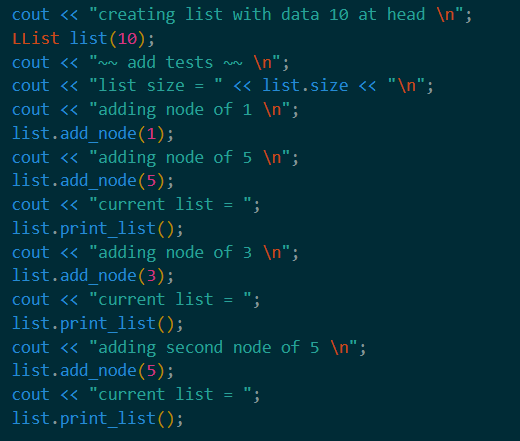 cout << "creating list with data 10 at head \n";
LList list(10);
cout << "~~ add tests ~~ \n";
cout << "list size = " << list.size << "\n";
cout << "adding node of 1 \n";
list.add_node(1);
cout << "adding node of 5 \n";
list.add_node(5);
cout << "current list = ";
list.print_list();
cout << "adding node of 3 \n";
list.add_node(3);
cout << "current list = ";
list.print_list();
cout << "adding second node of 5 \n";
list.add_node(5);
cout << "current list = ";
list.print_list();